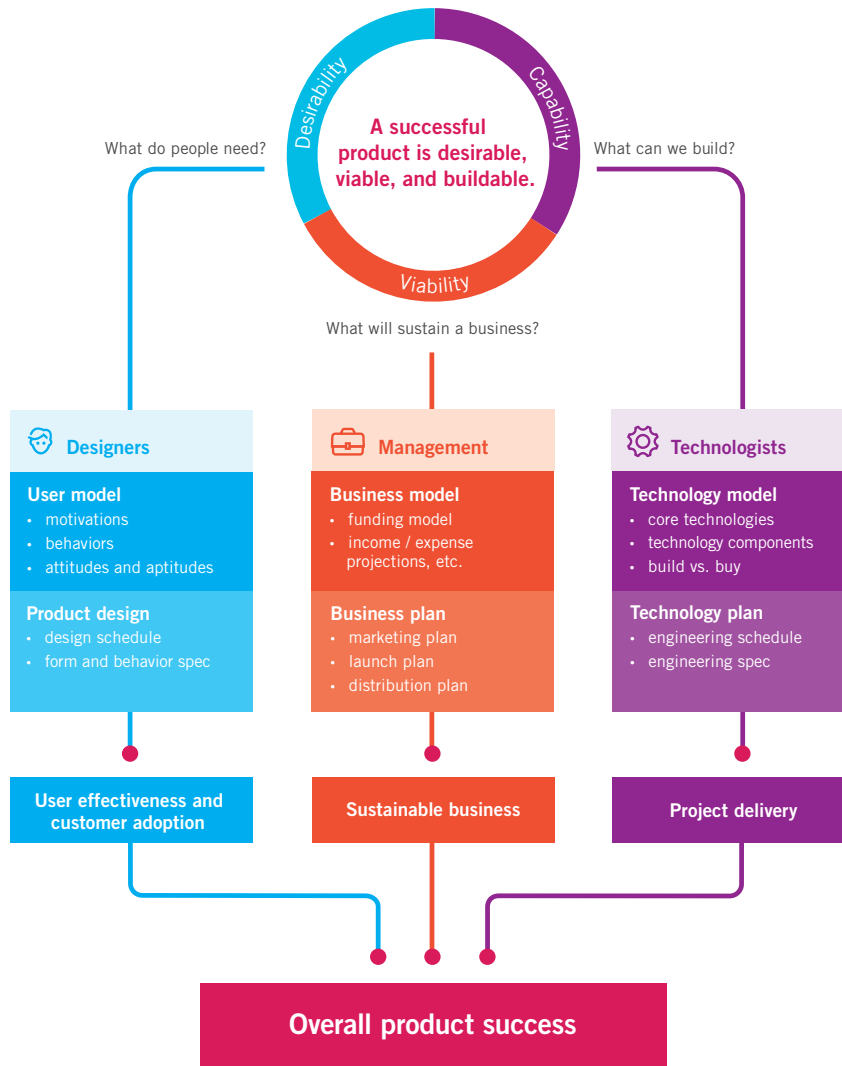 Desirability
Capability
A successful
product is desirable,
viable, and buildable.
Viability
What do people need?
What can we build?
What will sustain a business?
Designers
User model
• motivations
• behaviors
• attitudes and aptitudes
Product design
• design schedule
• form and behavior spec
User effectiveness and
customer adoption
Management
Business model
• funding model
• income / expense
projections, etc.
Business plan
• marketing plan
• launch plan
• distribution plan
Sustainable business
Technologists
Technology model
• core technologies
• technology components
• build vs. buy
Technology plan
• engineering schedule
• engineering spec
Project delivery
Overall product success